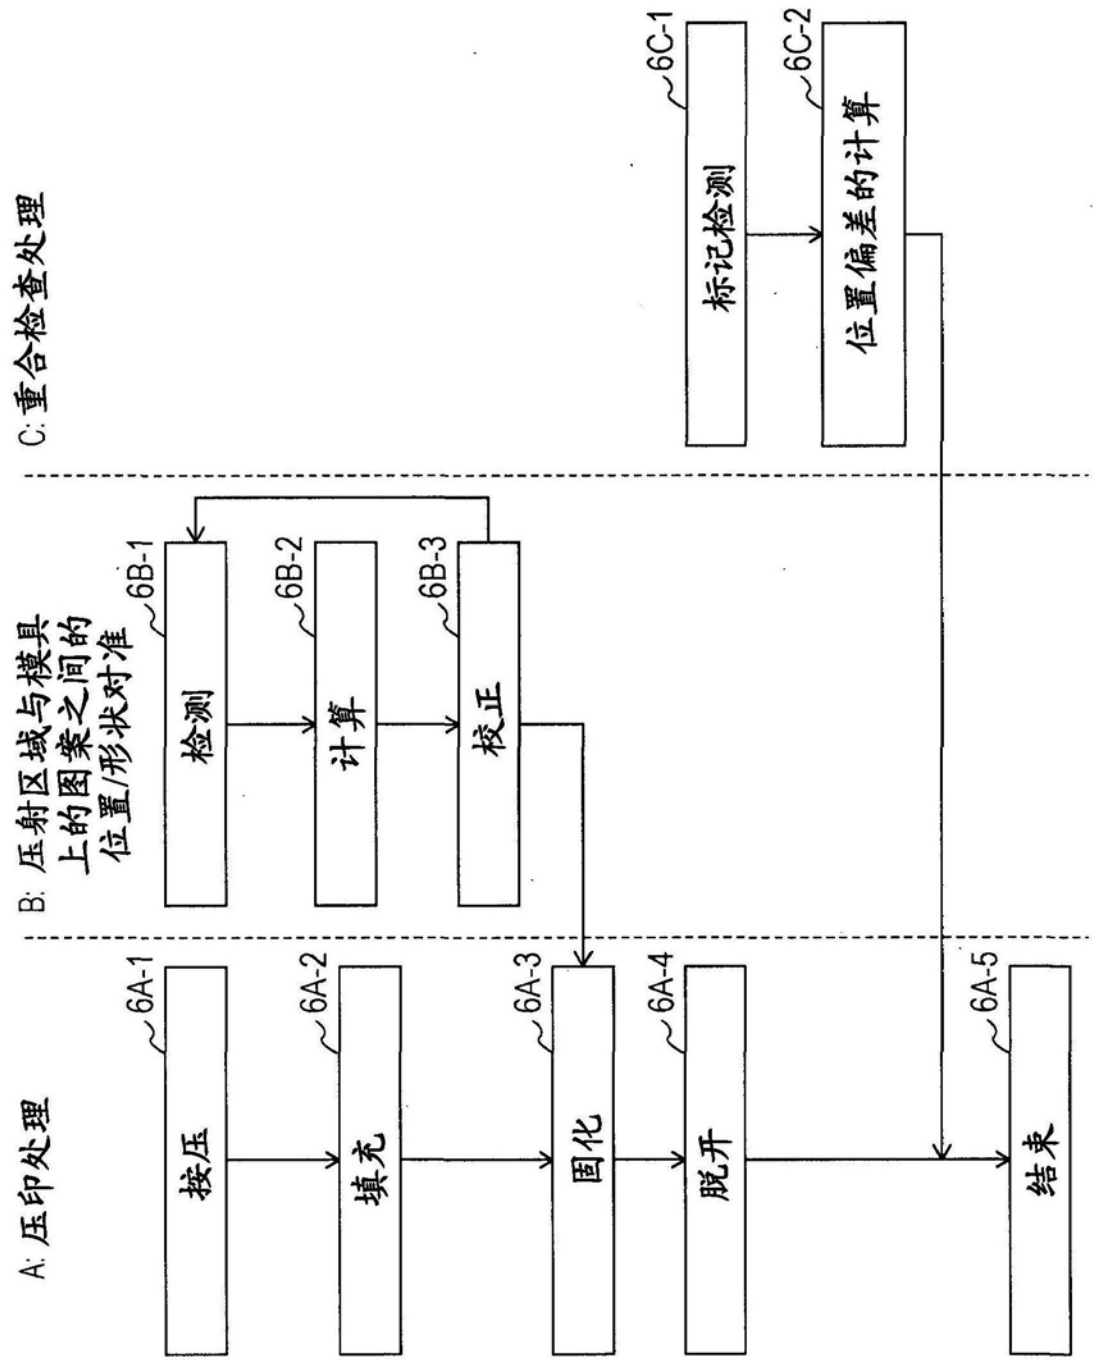 A: 压印处理
6A-1
按压
6A-2
填充
6A-3
固化
6A-4
脱开
6A-5
结束
B: 压射区域与模具
上的图案之间的
位置/形状对准
6B-1
检测
6B-2
计算
6B-3
校正
C: 重合检查处理
6C-1
标记检测
6C-2
位置偏差的计算